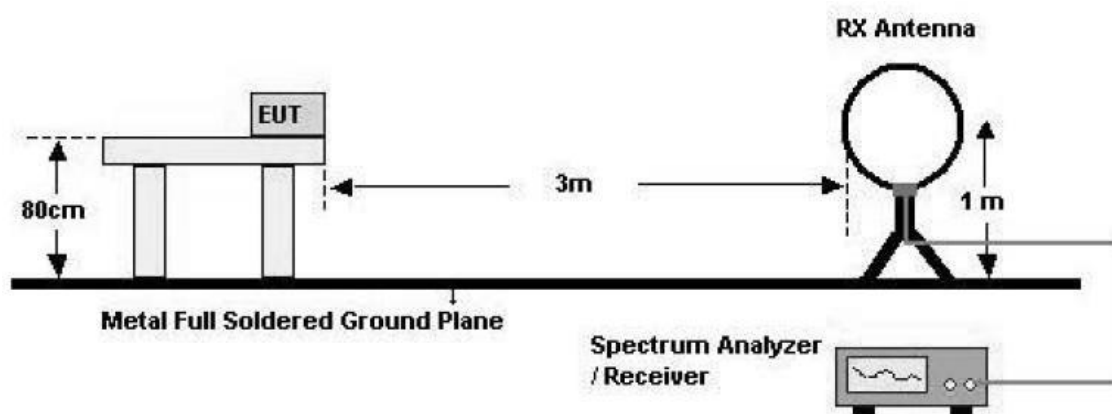 RX Antenna
EUT
80cm
3m
1 m
Metal Full Soldered Ground Plane
Spectrum Analyzer
/ Receiver